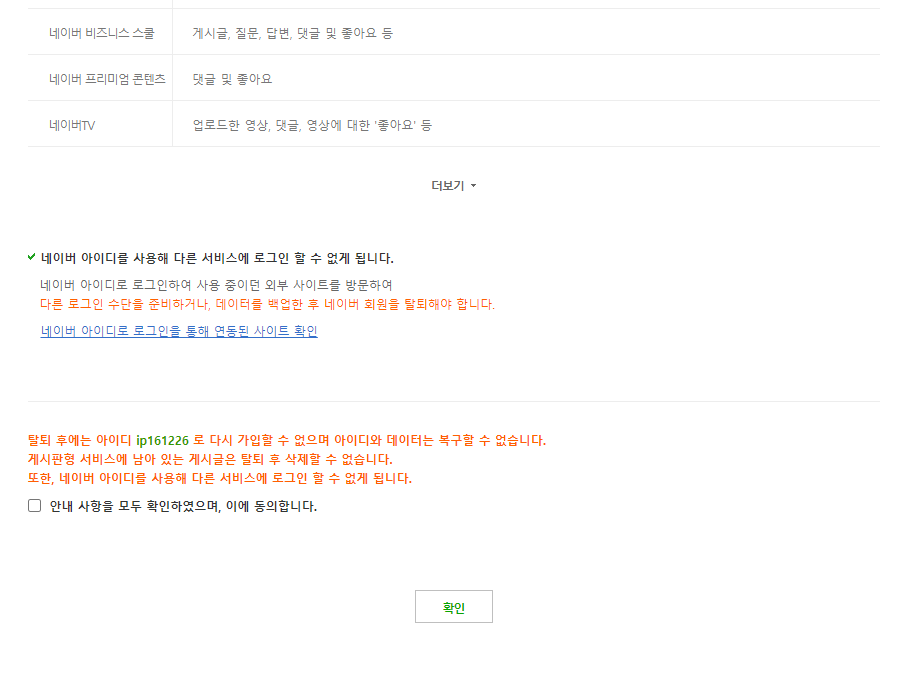 네이버 비즈니스 스쿨 게시글, 질문, 답변, 댓글 및 좋아요 등
네이버 프리미엄 콘텐츠 댓글 및 좋아요
네이버TV 업로드한 영상, 댓글, 영상에 대한 '좋아요' 등
더보기
네이버 아이디를 사용해 다른 서비스에 로그인 할 수 없게 됩니다.
네이버 아이디로 로그인하여 사용 중이던 외부 사이트를 방문하여
다른 로그인 수단을 준비하거나, 데이터를 백업한 후 네이버 회원을 탈퇴해야 합니다.
네이버 아이디로 로그인을 통해 연동된 사이트 확인
탈퇴 후에는 아이디 ip161226 로 다시 가입할 수 없으며 아이디와 데이터는 복구할 수 없습니다.
게시판형 서비스에 남아 있는 게시글은 탈퇴 후 삭제할 수 없습니다.
또한, 네이버 아이디를 사용해 다른 서비스에 로그인 할 수 없게 됩니다.
안내 사항을 모두 확인하였으며, 이에 동의합니다.
확인